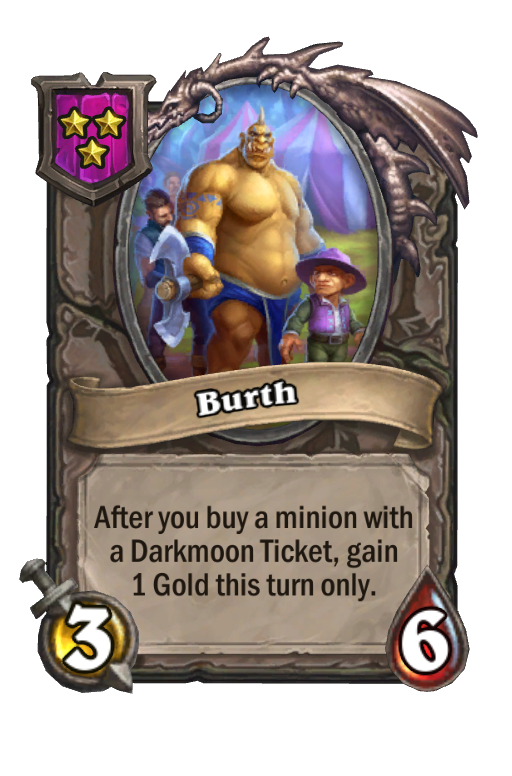 Burth
After you buy a minion with
a Darkmoon Ticket, gain
1 Gold this turn only.
3
6